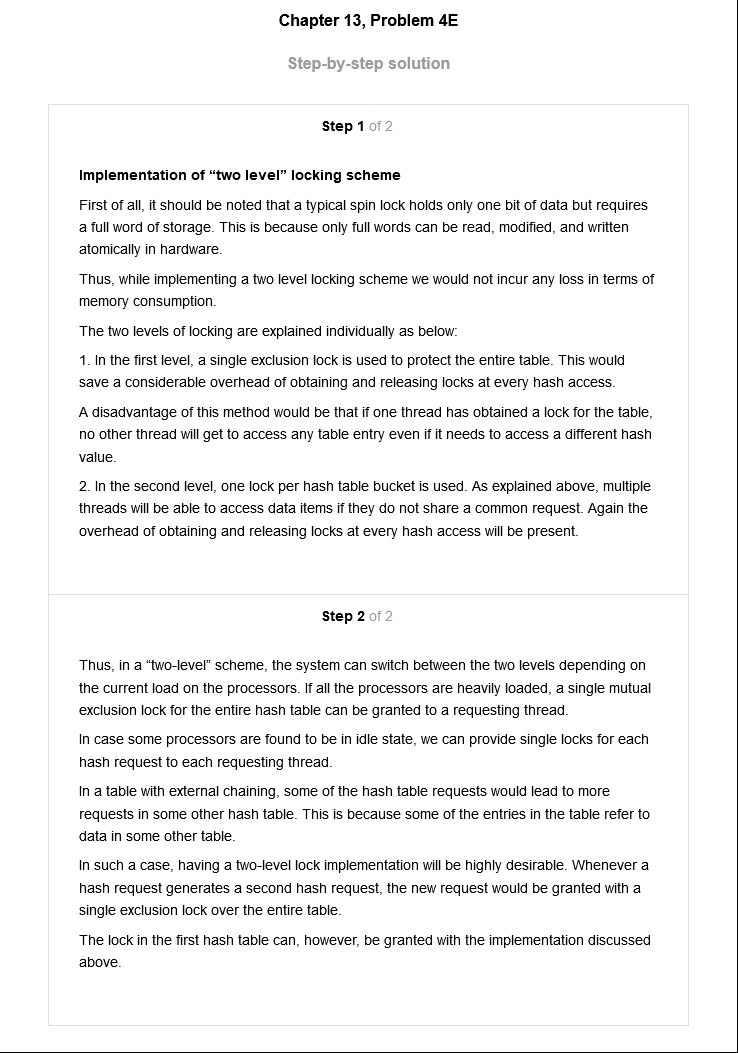 Chapter 13, Problem 4E
Step-by-step solution
Step 1 of 2
Implementation of “two level” locking scheme
First of all, it should be noted that a typical spin lock holds only one bit of data but requires
a full word of storage. This is because only full words can be read, modified, and written
atomically in hardware.
Thus, while implementing a two level locking scheme we would not incur any loss in terms of
memory consumption.
The two levels of locking are explained individually as below:
1. In the first level, a single exclusion lock is used to protect the entire table. This would
save a considerable overhead of obtaining and releasing locks at every hash access.
A disadvantage of this method would be that if one thread has obtained a lock for the table,
no other thread will get to access any table entry even if it needs to access a different hash
value.
2. In the second level, one lock per hash table bucket is used. As explained above, multiple
threads will be able to access data items if they do not share a common request. Again the
overhead of obtaining and releasing locks at every hash access will be present.
Step 2 of 2
Thus, in a “two-level” scheme, the system can switch between the two levels depending on
the current load on the processors. If all the processors are heavily loaded, a single mutual
exclusion lock for the entire hash table can be granted to a requesting thread.
In case some processors are found to be in idle state, we can provide single locks for each
hash request to each requesting thread.
In a table with external chaining, some of the hash table requests would lead to more
requests in some other hash table. This is because some of the entries in the table refer to
data in some other table.
In such a case, having a two-level lock implementation will be highly desirable. Whenever a
hash request generates a second hash request, the new request would be granted with a
single exclusion lock over the entire table.
The lock in the first hash table can, however, be granted with the implementation discussed
above.